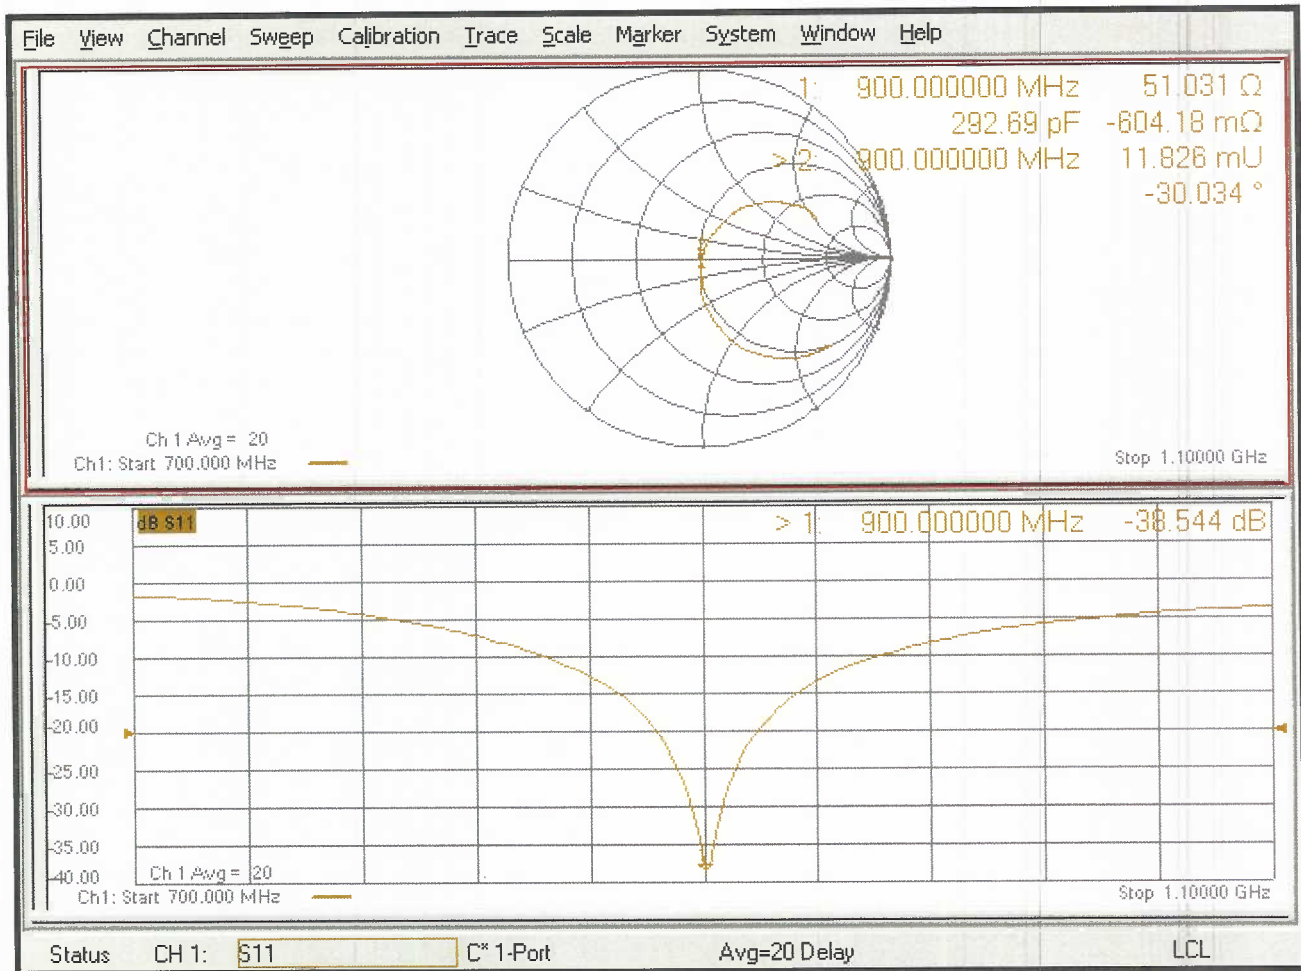 File View Channel Sweep Calibration Trace Scale Marker System Window Help
1: 900.000000 MHz 51.031 Ω
292.69 pF -604.18 mΩ
> 2: 900.000000 MHz 11.826 mU
-30.034 °
Ch 1 Avg = 20
Ch1: Start 700.000 MHz
Stop 1.10000 GHz
10.00
dB S11
> 1: 900.000000 MHz -38.544 dB
5.00
0.00
-5.00
-10.00
-15.00
-20.00
-25.00
-30.00
-35.00
-40.00
Ch 1 Avg = 20
Ch1: Start 700.000 MHz
Stop 1.10000 GHz
Status CH 1: S11 C* 1-Port Avg=20 Delay LCL